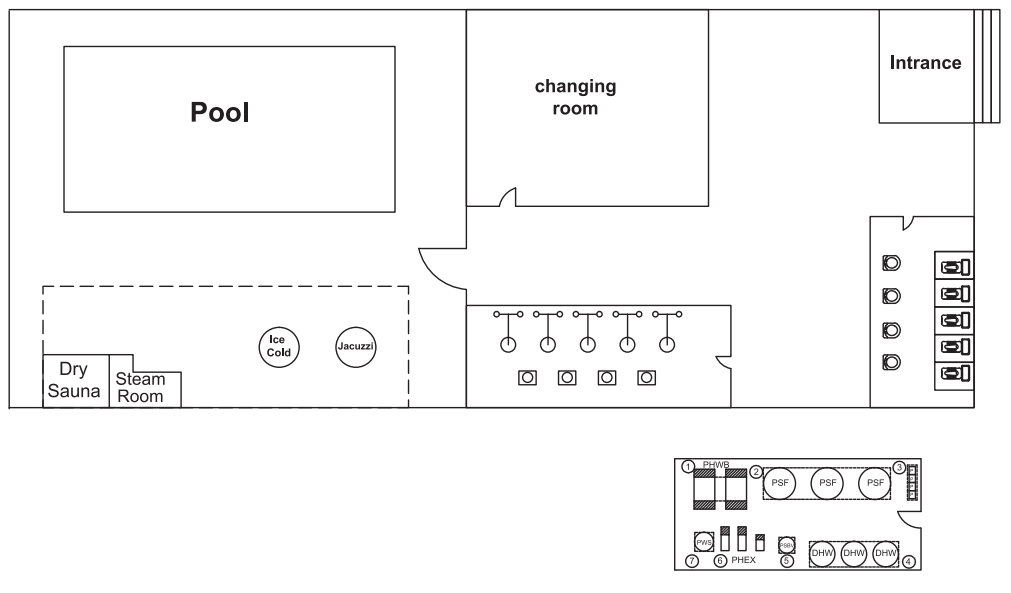 Pool
changing
room
Intrance
Ice
Cold
Jacuzzi
Dry
Sauna
Steam
Room
1
PHWB
2
3
PSF
PSF
PSF
PWS
PSBV
DHW
DHW
DHW
7
6
PHEX
5
4